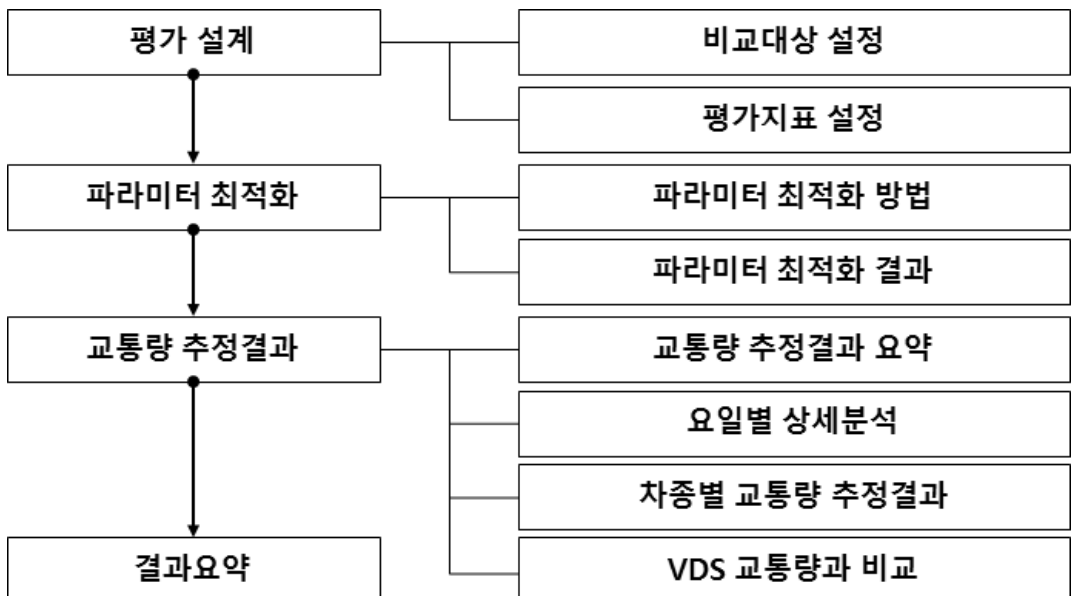 평가 설계
비교대상 설정
평가지표 설정
파라미터 최적화
파라미터 최적화 방법
파라미터 최적화 결과
교통량 추정결과
교통량 추정결과 요약
요일별 상세분석
차종별 교통량 추정결과
결과요약
VDS 교통량과 비교